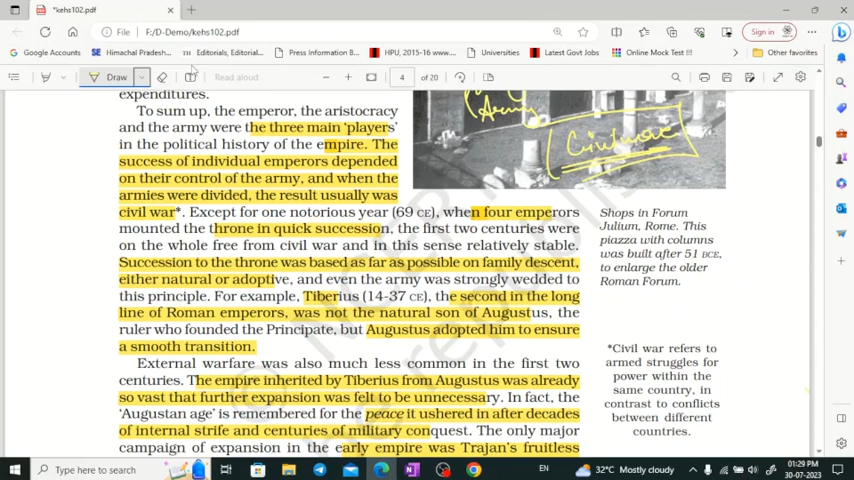 *kehs102.pdf
F:/D-Demo/kehs102.pdf
Sign in
Google Accounts
Himachal Pradesh...
Editorials, Editorial...
Press Information B...
HPU, 2015-16 www....
Universities
Latest Govt Jobs
Online Mock Test !!!
Other favorites
Draw
Read aloud
4 of 20
expenditures.
To sum up, the emperor, the aristocracy
and the army were the three main 'players'
in the political history of the empire. The
success of individual emperors depended
on their control of the army, and when the
armies were divided, the result usually was
civil war*. Except for one notorious year (69 CE), when four emperors
mounted the throne in quick succession, the first two centuries were
on the whole free from civil war and in this sense relatively stable.
Succession to the throne was based as far as possible on family descent,
either natural or adoptive, and even the army was strongly wedded to
this principle. For example, Tiberius (14-37 CE), the second in the long
line of Roman emperors, was not the natural son of Augustus, the
ruler who founded the Principate, but Augustus adopted him to ensure
a smooth transition.
External warfare was also much less common in the first two
centuries. The empire inherited by Tiberius from Augustus was already
so vast that further expansion was felt to be unnecessary. In fact, the
'Augustan age' is remembered for the peace it ushered in after decades
of internal strife and centuries of military conquest. The only major
campaign of expansion in the early empire was Trajan's fruitless
Army
Civil war
Shops in Forum
Julium, Rome. This
piazza with columns
was built after 51 BCE,
to enlarge the older
Roman Forum.
*Civil war refers to
armed struggles for
power within the
same country, in
contrast to conflicts
between different
countries.
Type here to search
32°C Mostly cloudy
EN
01:29 PM
30-07-2023